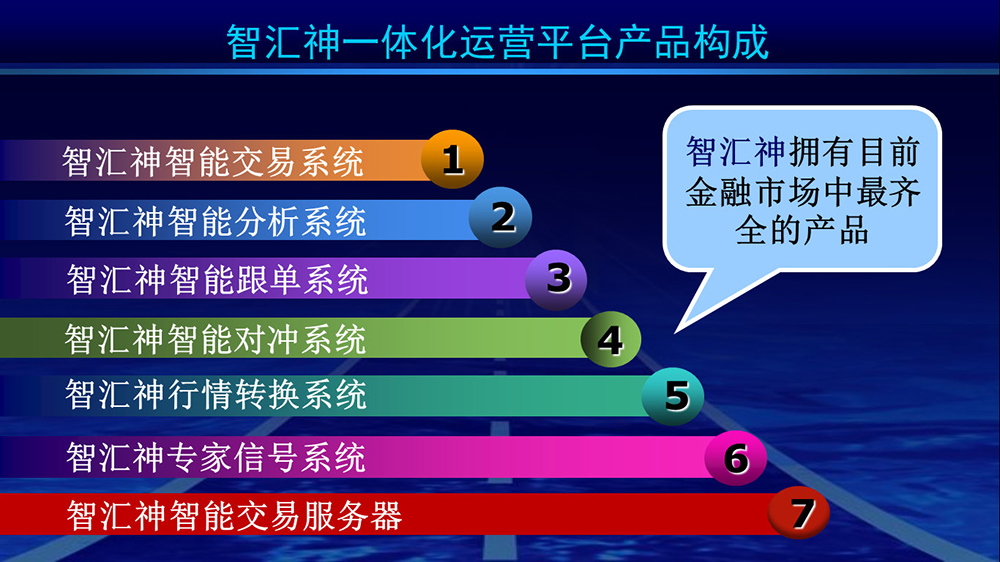 智汇神一体化运营平台产品构成
智汇神智能交易系统 1
智汇神智能分析系统 2
智汇神智能跟单系统 3
智汇神智能对冲系统 4
智汇神行情转换系统 5
智汇神专家信号系统 6
智汇神智能交易服务器 7
智汇神拥有目前
金融市场中最齐
全的产品